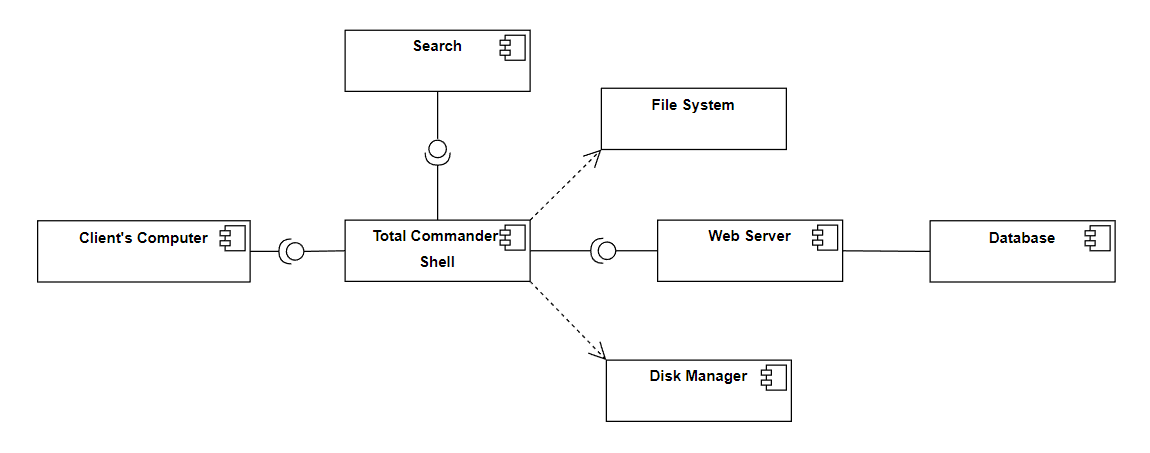 Search
File System
Client's Computer
Total Commander
Shell
Web Server
Database
Disk Manager